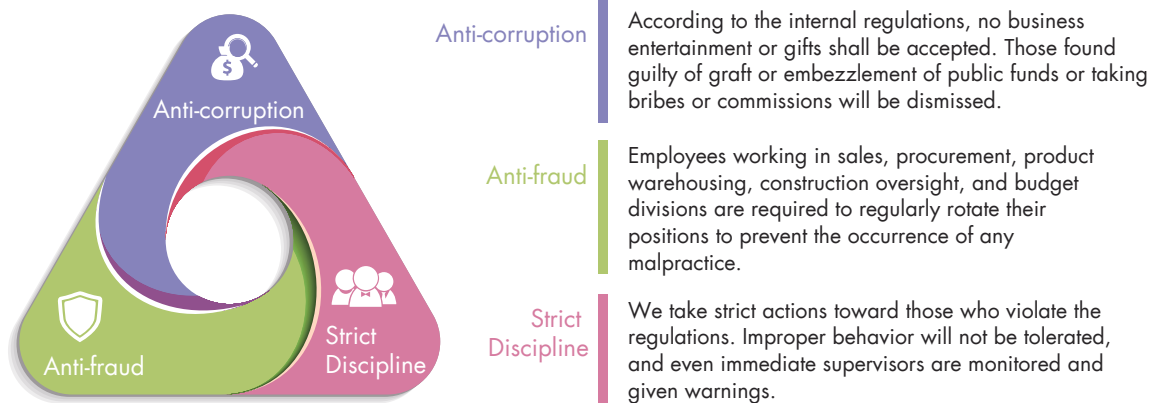 $
Anti-corruption
Anti-fraud
Strict
Discipline
Anti-corruption
According to the internal regulations, no business
entertainment or gifts shall be accepted. Those found
guilty of graft or embezzlement of public funds or taking
bribes or commissions will be dismissed.
Anti-fraud
Employees working in sales, procurement, product
warehousing, construction oversight, and budget
divisions are required to regularly rotate their
positions to prevent the occurrence of any
malpractice.
Strict
Discipline
We take strict actions toward those who violate the
regulations. Improper behavior will not be tolerated,
and even immediate supervisors are monitored and
given warnings.